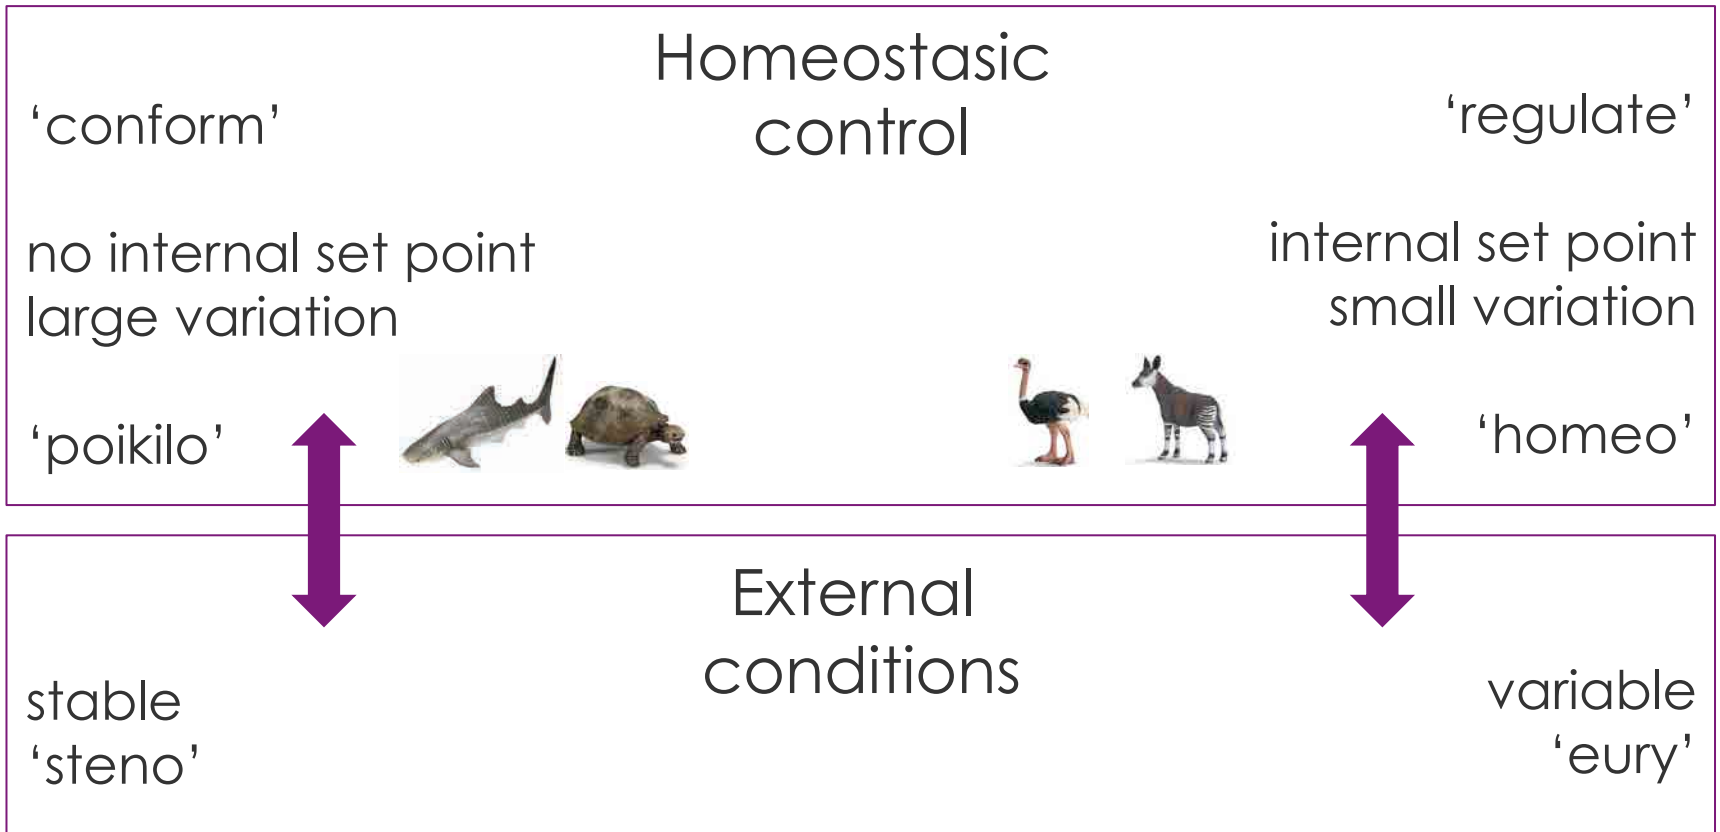 Homeostasic
control
‘conform’
‘regulate’
no internal set point
large variation
internal set point
small variation
‘poikilo’
‘homeo’
External
conditions
stable
‘steno’
variable
‘eury’